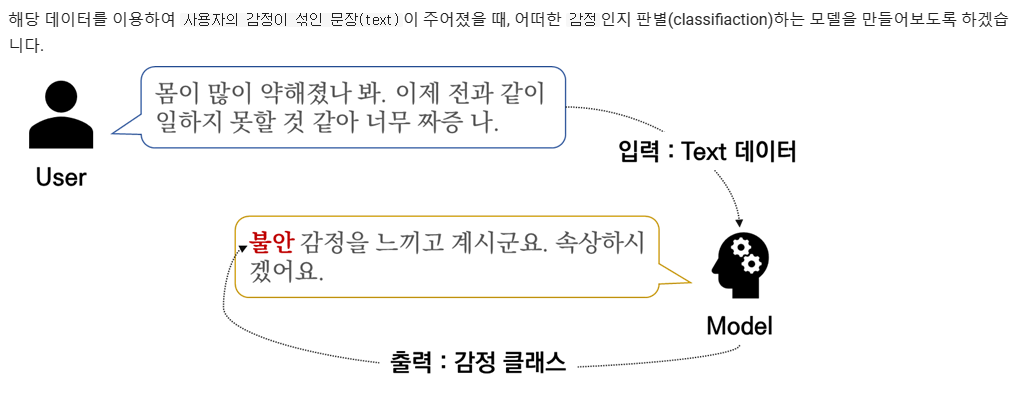 해당 데이터를 이용하여 사용자의 감정이 섞인 문장(text) 이 주어졌을 때, 어떠한 감정 인지 판별(classifiaction)하는 모델을 만들어보도록 하겠습
니다.
몸이 많이 약해졌나 봐. 이제 전과 같이
일하지 못할 것 같아 너무 짜증 나.
User
입력 : Text 데이터
불안 감정을 느끼고 계시군요. 속상하시
겠어요.
Model
출력 : 감정 클래스